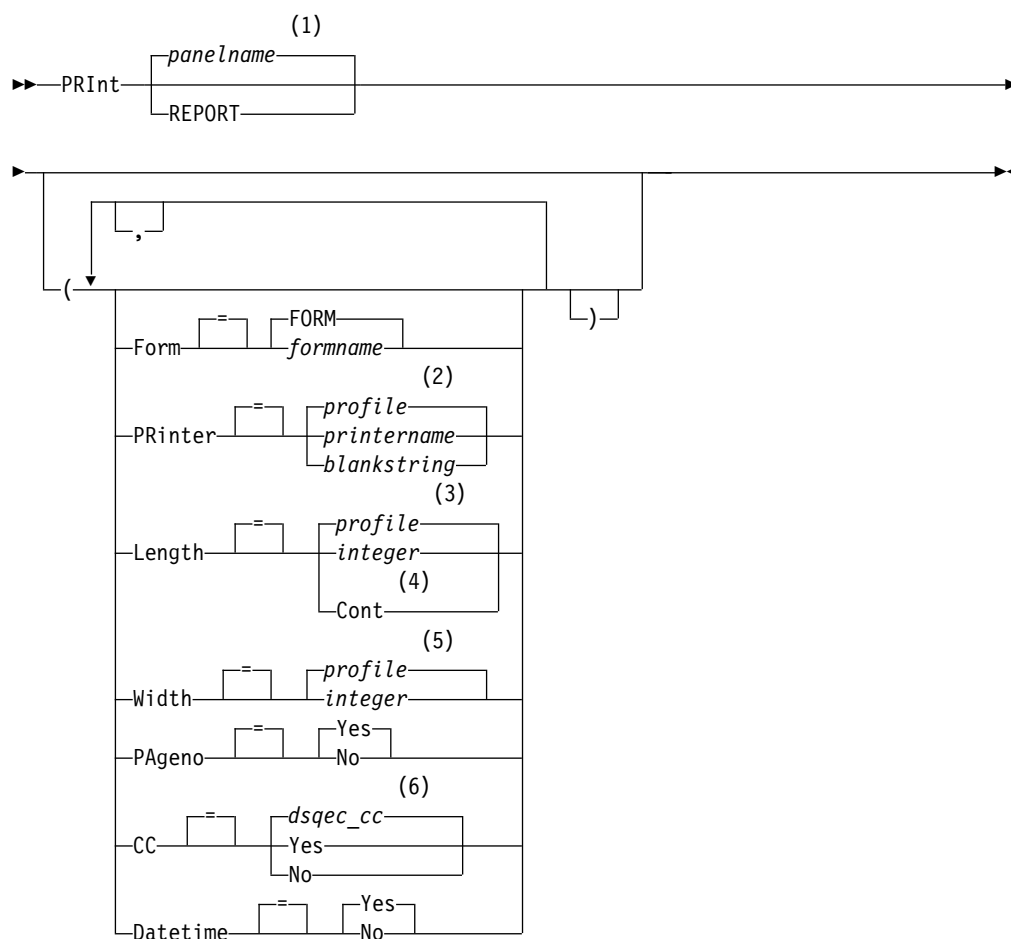 (1)
panelname
PRInt
REPORT
,
(
)
= FORM
Form formname
(2)
= profile
PRinter printername
blankstring
(3)
= profile
Length integer
(4)
Cont
(5)
= profile
Width integer
= Yes
PAgeno No
(6)
= dsqec_cc
CC Yes
No
= Yes
Datetime No